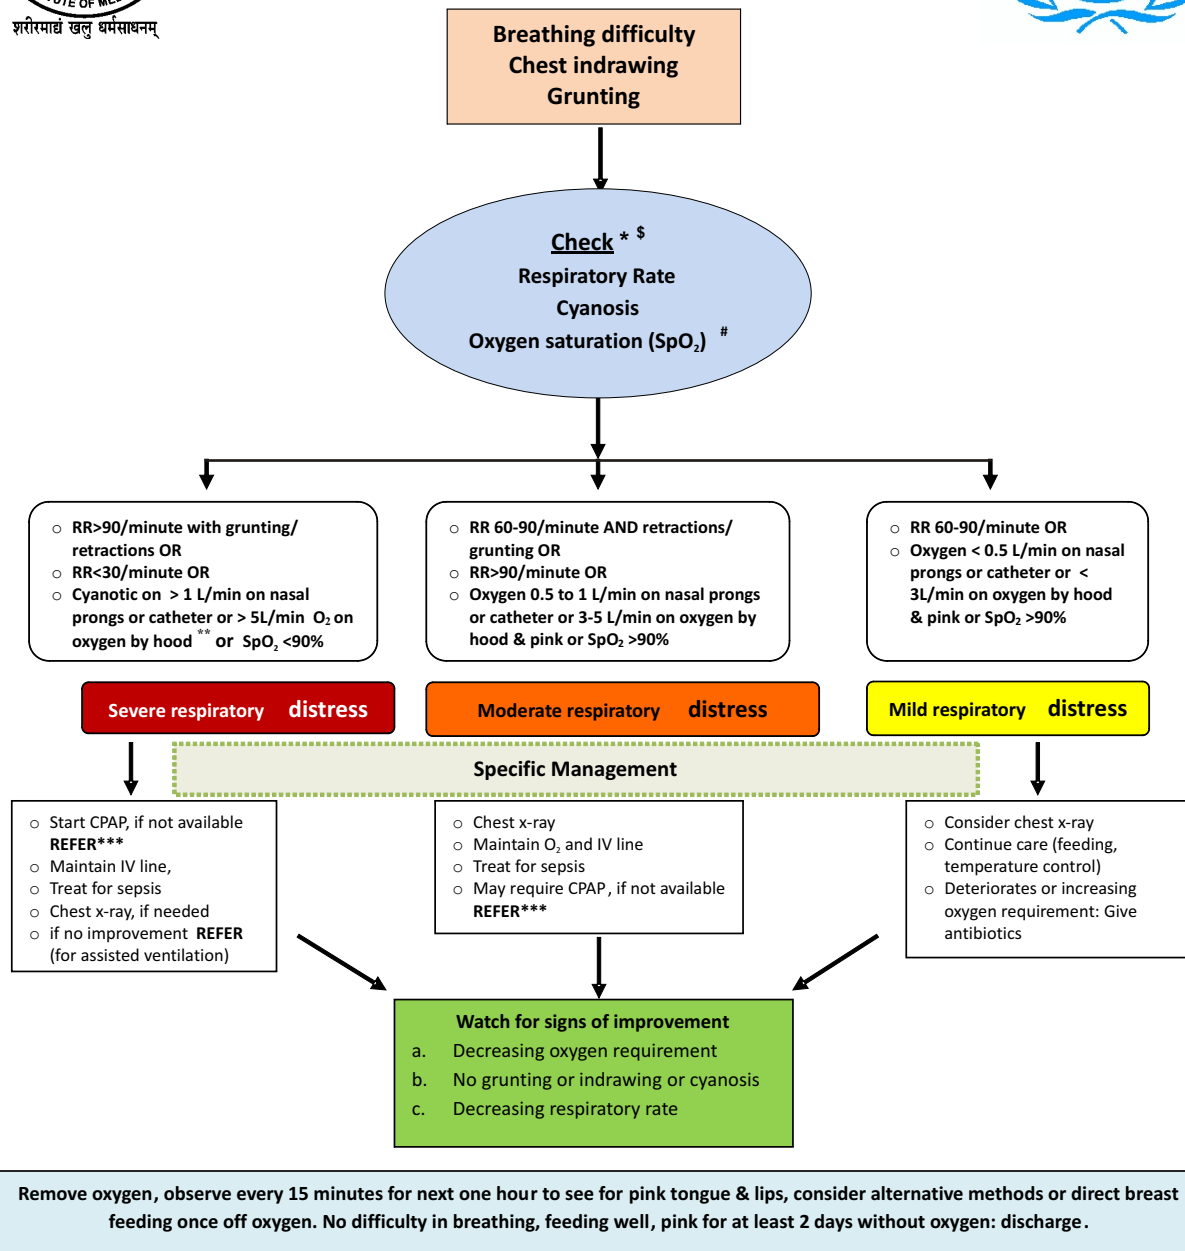 शरीरमाद्यं खलु धर्मसाधनम्
Breathing difficulty
Chest indrawing
Grunting
Check * $
Respiratory Rate
Cyanosis
Oxygen saturation (SpO₂) #
○ RR>90/minute with grunting/
retractions OR
○ RR<30/minute OR
○ Cyanotic on > 1 L/min on nasal
prongs or catheter or > 5L/min O₂ on
oxygen by hood ** or SpO₂ <90%
○ RR 60-90/minute AND retractions/
grunting OR
○ RR>90/minute OR
○ Oxygen 0.5 to 1 L/min on nasal prongs
or catheter or 3-5 L/min on oxygen by
hood & pink or SpO₂ >90%
○ RR 60-90/minute OR
○ Oxygen < 0.5 L/min on nasal
prongs or catheter or <
3L/min on oxygen by hood
& pink or SpO₂ >90%
Severe respiratory distress
Moderate respiratory distress
Mild respiratory distress
Specific Management
○ Start CPAP, if not available
REFER***
○ Maintain IV line,
○ Treat for sepsis
○ Chest x-ray, if needed
○ if no improvement REFER
(for assisted ventilation)
○ Chest x-ray
○ Maintain O₂ and IV line
○ Treat for sepsis
○ May require CPAP, if not available
REFER***
○ Consider chest x-ray
○ Continue care (feeding,
temperature control)
○ Deteriorates or increasing
oxygen requirement: Give
antibiotics
Watch for signs of improvement
a. Decreasing oxygen requirement
b. No grunting or indrawing or cyanosis
c. Decreasing respiratory rate
Remove oxygen, observe every 15 minutes for next one hour to see for pink tongue & lips, consider alternative methods or direct breast
feeding once off oxygen. No difficulty in breathing, feeding well, pink for at least 2 days without oxygen: discharge.